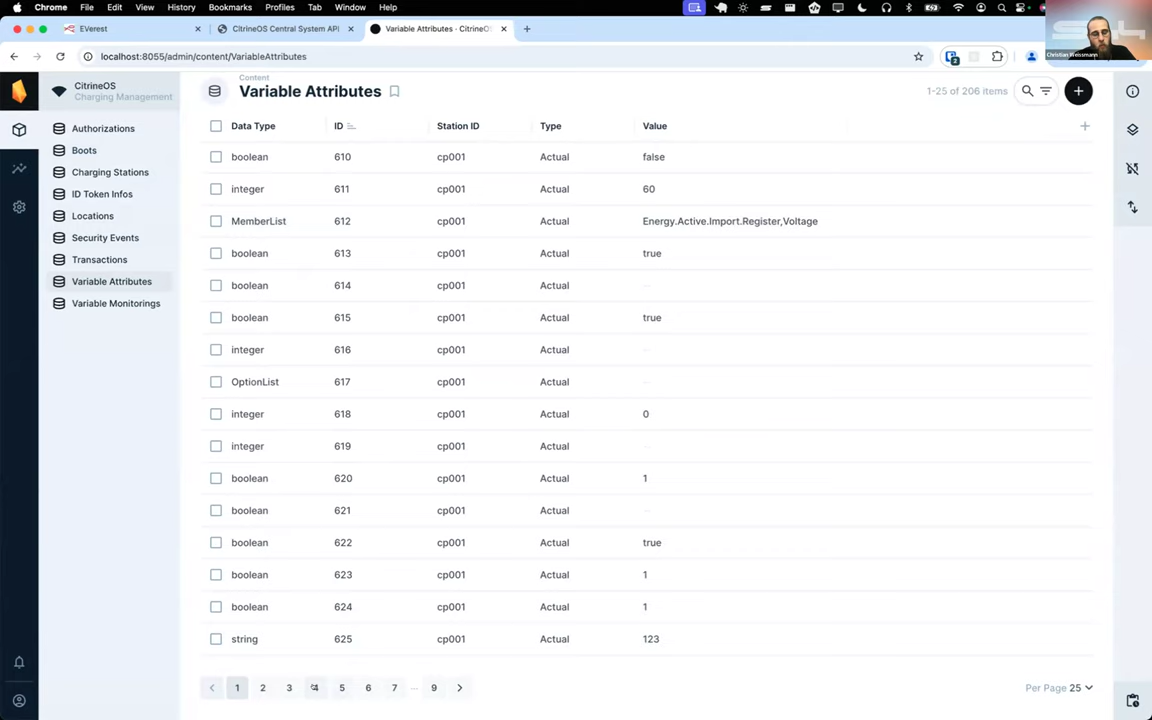 Chrome File Edit View History Bookmarks Profiles Tab Window Help
EVerest
CitrineOS Central System API
Variable Attributes · CitrineOS
localhost:8055/admin/content/VariableAttributes
Christian Weissmann
CitrineOS
Charging Management
Authorizations
Boots
Charging Stations
ID Token Infos
Locations
Security Events
Transactions
Variable Attributes
Variable Monitorings
Content
Variable Attributes
1-25 of 206 items
Data Type ID Station ID Type Value
boolean 610 cp001 Actual false
integer 611 cp001 Actual 60
MemberList 612 cp001 Actual Energy.Active.Import.Register,Voltage
boolean 613 cp001 Actual true
boolean 614 cp001 Actual --
boolean 615 cp001 Actual true
integer 616 cp001 Actual --
OptionList 617 cp001 Actual --
integer 618 cp001 Actual 0
integer 619 cp001 Actual --
boolean 620 cp001 Actual 1
boolean 621 cp001 Actual --
boolean 622 cp001 Actual true
boolean 623 cp001 Actual 1
boolean 624 cp001 Actual 1
string 625 cp001 Actual 123
1 2 3 4 5 6 7 ... 9
Per Page 25